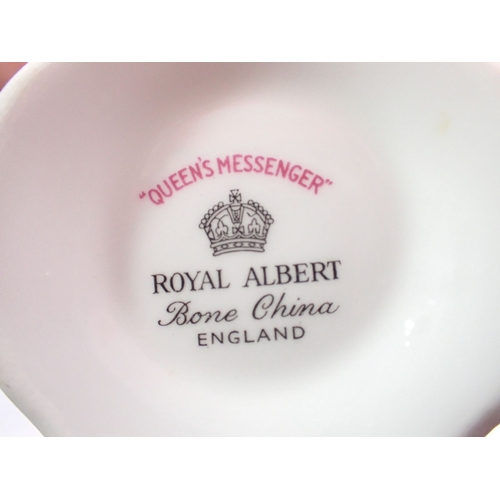 "QUEEN'S MESSENGER"
ROYAL ALBERT
Bone China
ENGLAND